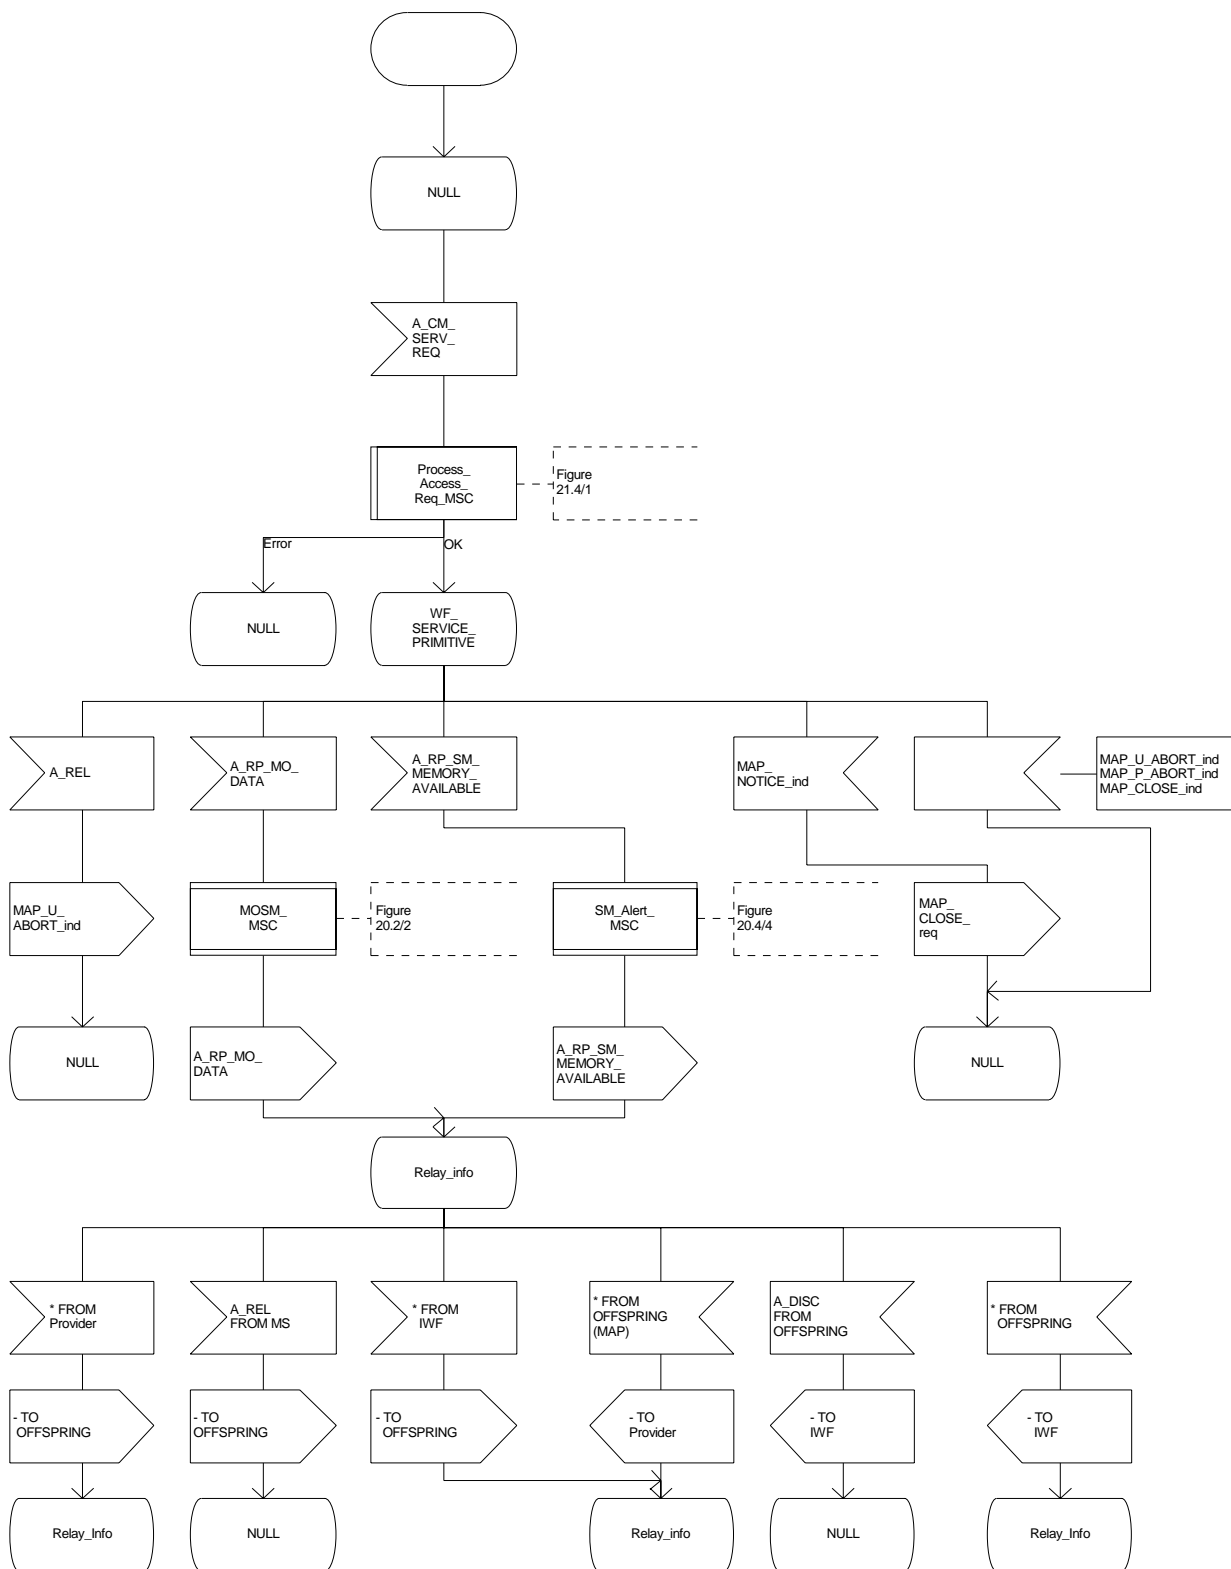 NULL
A_CM_
SERV_
REQ
Process_
Access_
Req_MSC
Figure
21.4/1
Error
OK
NULL
WF_
SERVICE_
PRIMITIVE
A_REL
A_RP_MO_
DATA
A_RP_SM_
MEMORY_
AVAILABLE
MAP_
NOTICE_ind
MAP_U_ABORT_ind
MAP_P_ABORT_ind
MAP_CLOSE_ind
MAP_U_
ABORT_ind
MOSM_
MSC
Figure
20.2/2
SM_Alert_
MSC
Figure
20.4/4
MAP_
CLOSE_
req
NULL
A_RP_MO_
DATA
A_RP_SM_
MEMORY_
AVAILABLE
NULL
Relay_info
* FROM
Provider
A_REL
FROM MS
* FROM
IWF
* FROM
OFFSPRING
(MAP)
A_DISC
FROM
OFFSPRING
* FROM
OFFSPRING
- TO
OFFSPRING
- TO
OFFSPRING
- TO
OFFSPRING
- TO
Provider
- TO
IWF
- TO
IWF
Relay_Info
NULL
Relay_info
NULL
Relay_Info